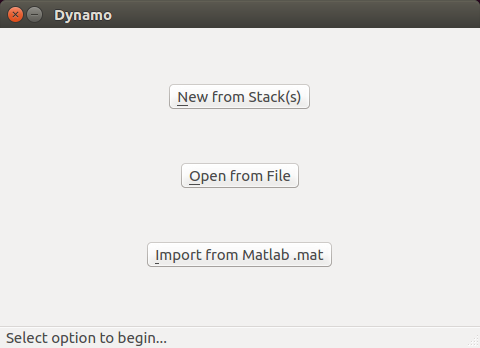 Dynamo
New from Stack(s)
Open from File
Import from Matlab .mat
Select option to begin...